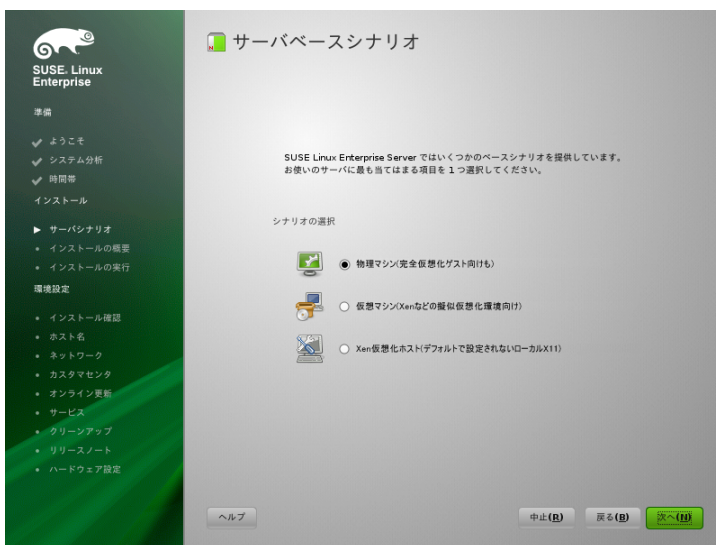 SUSE. Linux
Enterprise
準備
ようこそ
システム分析
時間帯
インストール
サーバシナリオ
インストールの概要
インストールの実行
環境設定
インストール確認
ホスト名
ネットワーク
カスタマセンタ
オンライン更新
サービス
クリーンアップ
リリースノート
ハードウェア設定
サーバベースシナリオ
SUSE Linux Enterprise Server ではいくつかのベースシナリオを提供しています。
お使いのサーバに最も当てはまる項目を 1 つ選択してください。
シナリオの選択
物理マシン(完全仮想化ゲスト向けも)
仮想マシン(Xenなどの擬似仮想化環境向け)
Xen仮想化ホスト(デフォルトで設定されないローカルX11)
ヘルプ
中止(R)
戻る(B)
次へ(N)